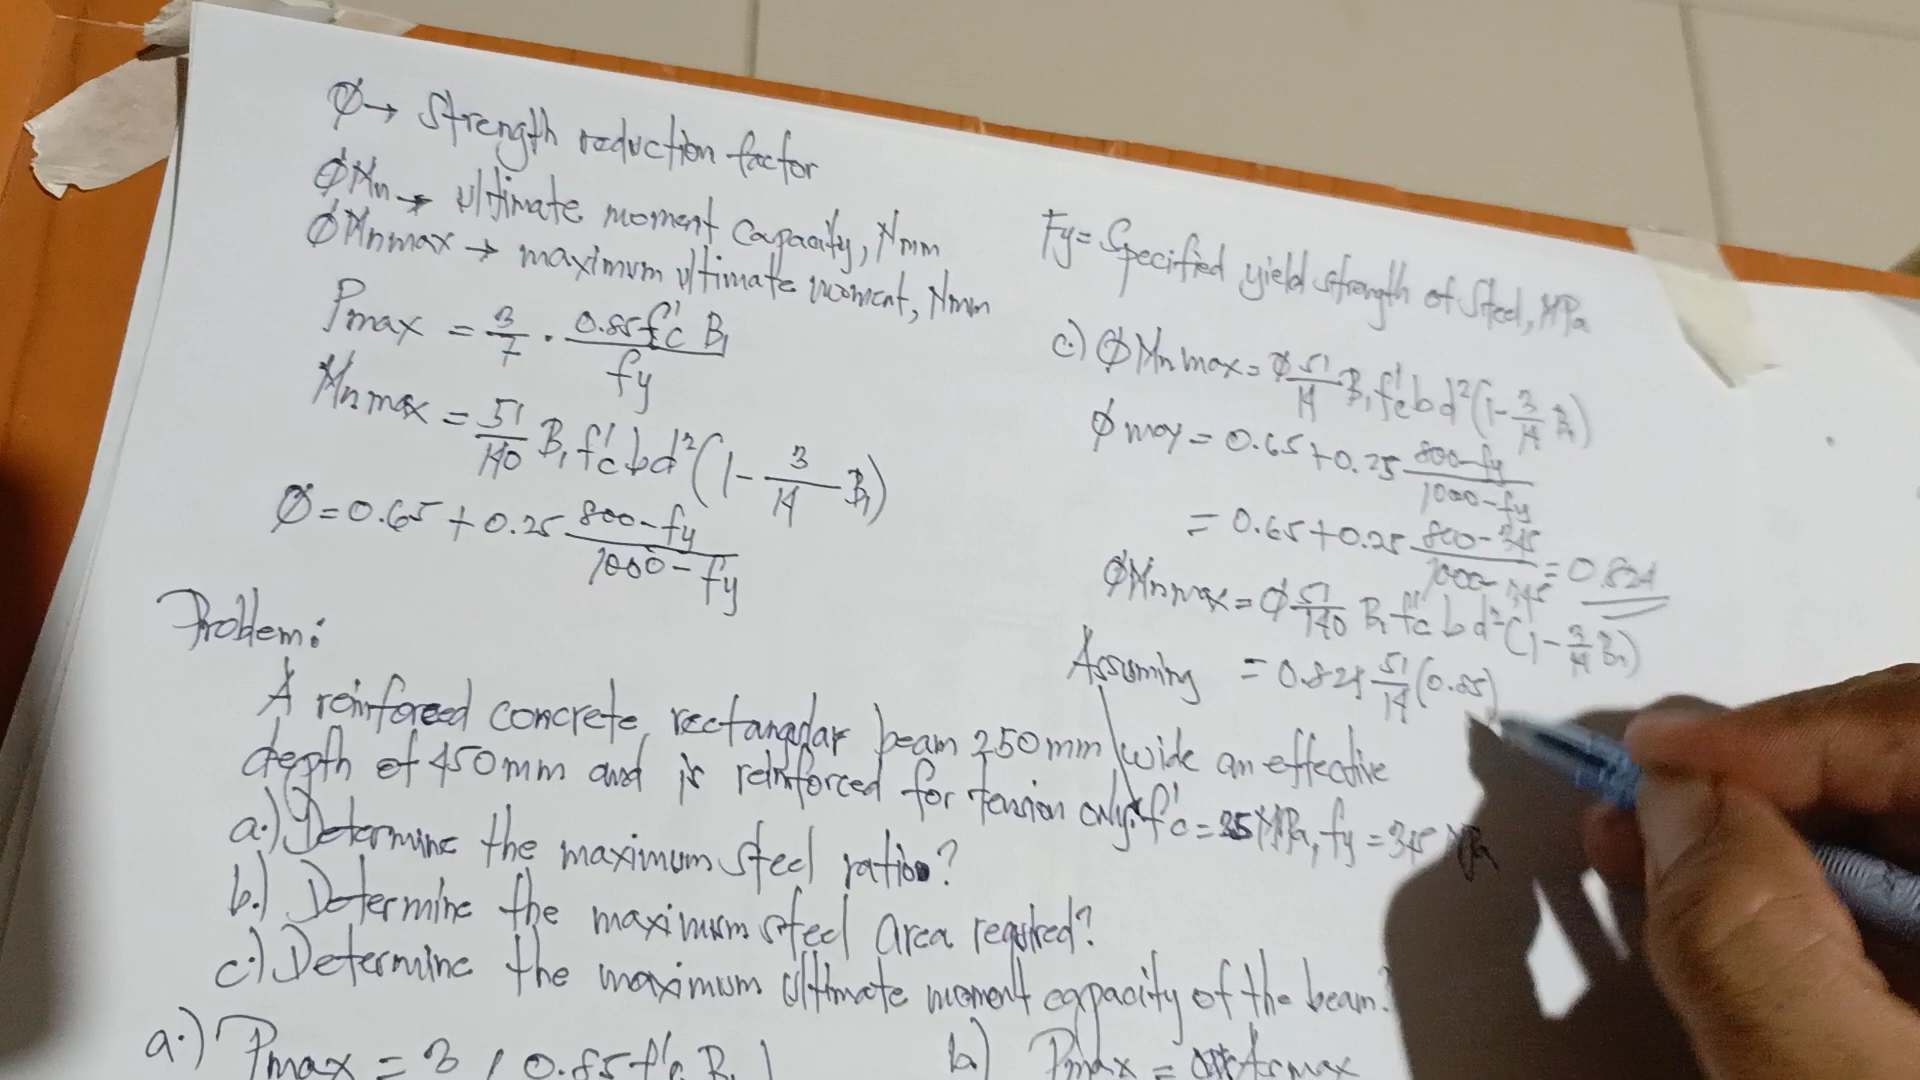 Ø → Strength reduction factor
ØMn → ultimate moment capacity, Nmm
ØMnmax → maximum ultimate moment, Nmm
Pmax = 3/7 · 0.85f'c B1/fy
Mnmax = 51/140 B1 f'c bd²(1 - 3/14 B1)
Ø = 0.65 + 0.25 800-fy/1000-fy
Problem:
A reinforced concrete rectangular beam 250mm wide an effective
depth of 450mm and is reinforced for tension only. f'c = 35 MPa, fy = 345 MPa
a.) Determine the maximum steel ratio?
b.) Determine the maximum steel area required?
c.) Determine the maximum ultimate moment capacity of the beam?
a.) Pmax = 3 0.85f'c B1
Fy = Specified yield strength of Steel, MPa
c.) ØMnmax = Ø 51/14 B1 f'c bd²(1 - 3/14 B1)
Ø max = 0.65 + 0.25 800-fy/1000-fy
= 0.65 + 0.25 800-345/1000-345 = 0.824
ØMnmax = Ø 51/140 B1 f'c bd²(1 - 3/14 B1)
Assuming = 0.824 51/14 (0.85)
b.) Pmax = Asmax